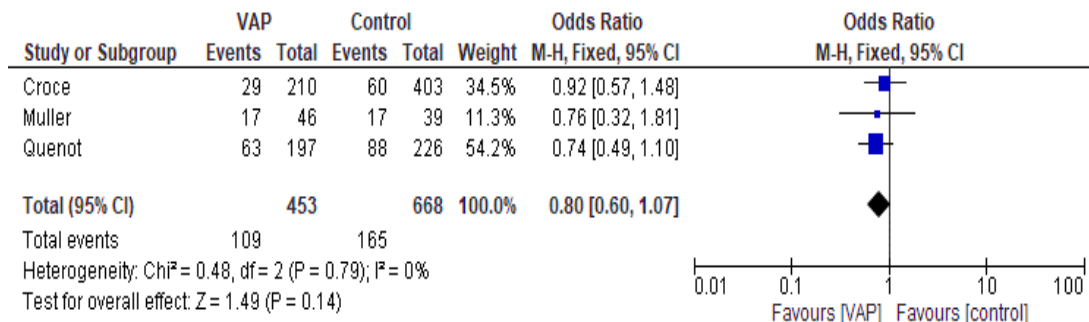 VAP Control Odds Ratio Odds Ratio
Study or Subgroup Events Total Events Total Weight M-H, Fixed, 95% CI M-H, Fixed, 95% CI
Croce 29 210 60 403 34.5% 0.92 [0.57, 1.48]
Muller 17 46 17 39 11.3% 0.76 [0.32, 1.81]
Quenot 63 197 88 226 54.2% 0.74 [0.49, 1.10]
Total (95% CI) 453 668 100.0% 0.80 [0.60, 1.07]
Total events 109 165
Heterogeneity: Chi² = 0.48, df = 2 (P = 0.79); I² = 0%
Test for overall effect: Z = 1.49 (P = 0.14)
0.01 0.1 1 10 100
Favours [VAP] Favours [control]